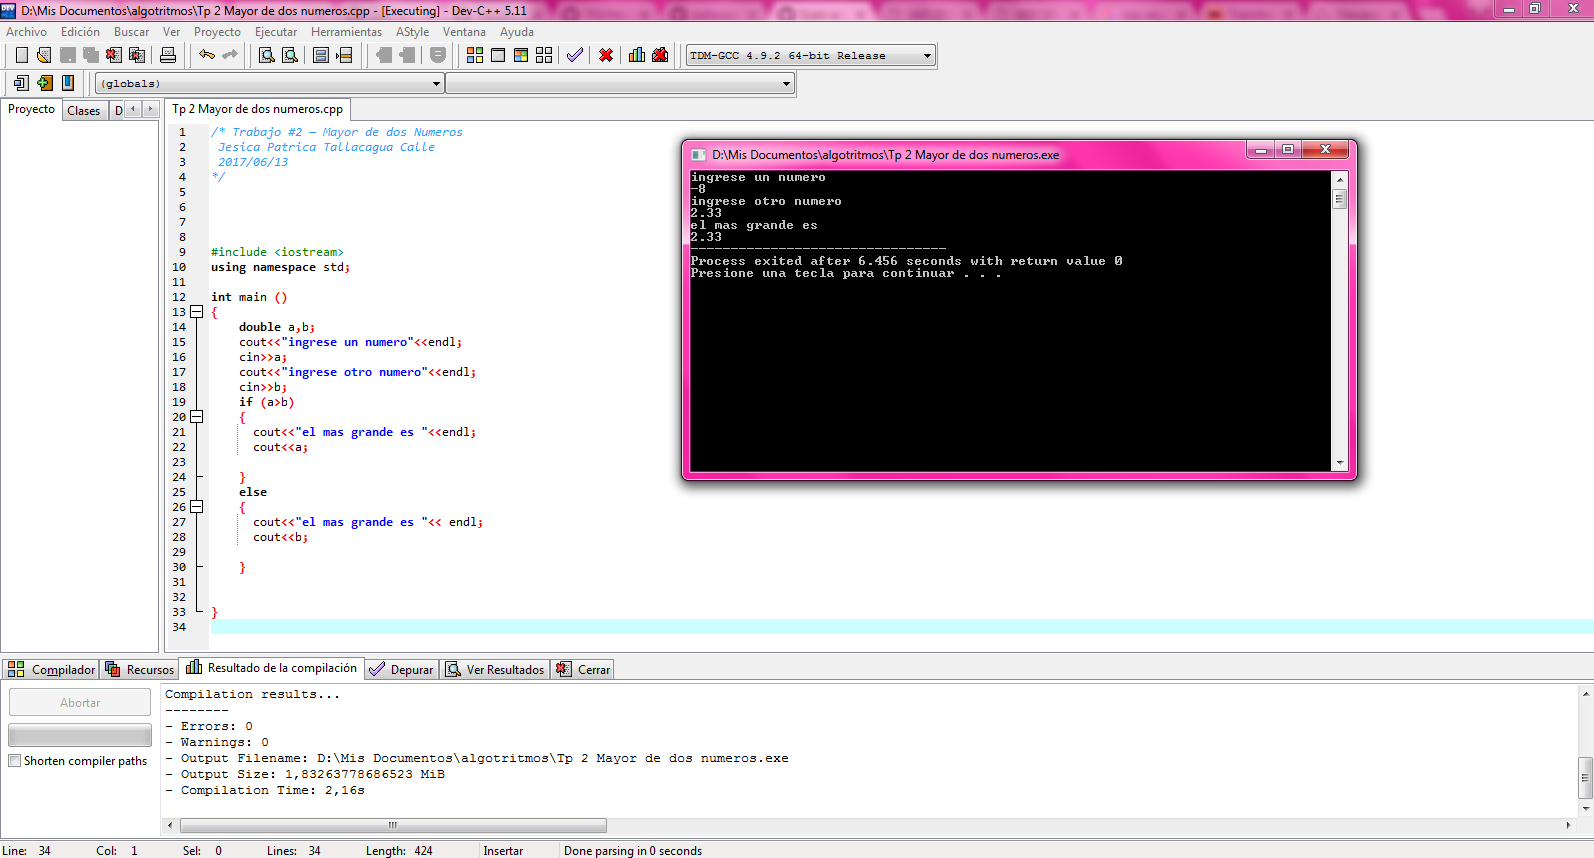 D:\Mis Documentos\algotritmos\Tp 2 Mayor de dos numeros.cpp - [Executing] - Dev-C++ 5.11
Archivo Edición Buscar Ver Proyecto Ejecutar Herramientas AStyle Ventana Ayuda
TDM-GCC 4.9.2 64-bit Release
(globals)
Proyecto Clases D
Tp 2 Mayor de dos numeros.cpp
1 /* Trabajo #2 – Mayor de dos Numeros
2 Jesica Patrica Tallacagua Calle
3 2017/06/13
4 */
5
6
7
8
9 #include <iostream>
10 using namespace std;
11
12 int main ()
13 {
14 double a,b;
15 cout<<"ingrese un numero"<<endl;
16 cin>>a;
17 cout<<"ingrese otro numero"<<endl;
18 cin>>b;
19 if (a>b)
20 {
21 cout<<"el mas grande es "<<endl;
22 cout<<a;
23
24 }
25 else
26 {
27 cout<<"el mas grande es "<< endl;
28 cout<<b;
29
30 }
31
32
33 }
34
D:\Mis Documentos\algotritmos\Tp 2 Mayor de dos numeros.exe
ingrese un numero
-8
ingrese otro numero
2.33
el mas grande es
2.33
--------------------------------
Process exited after 6.456 seconds with return value 0
Presione una tecla para continuar . . .
Compilador Recursos Resultado de la compilación Depurar Ver Resultados Cerrar
Abortar
Shorten compiler paths
Compilation results...
--------
- Errors: 0
- Warnings: 0
- Output Filename: D:\Mis Documentos\algotritmos\Tp 2 Mayor de dos numeros.exe
- Output Size: 1,83263778686523 MiB
- Compilation Time: 2,16s
Line: 34 Col: 1 Sel: 0 Lines: 34 Length: 424 Insertar Done parsing in 0 seconds